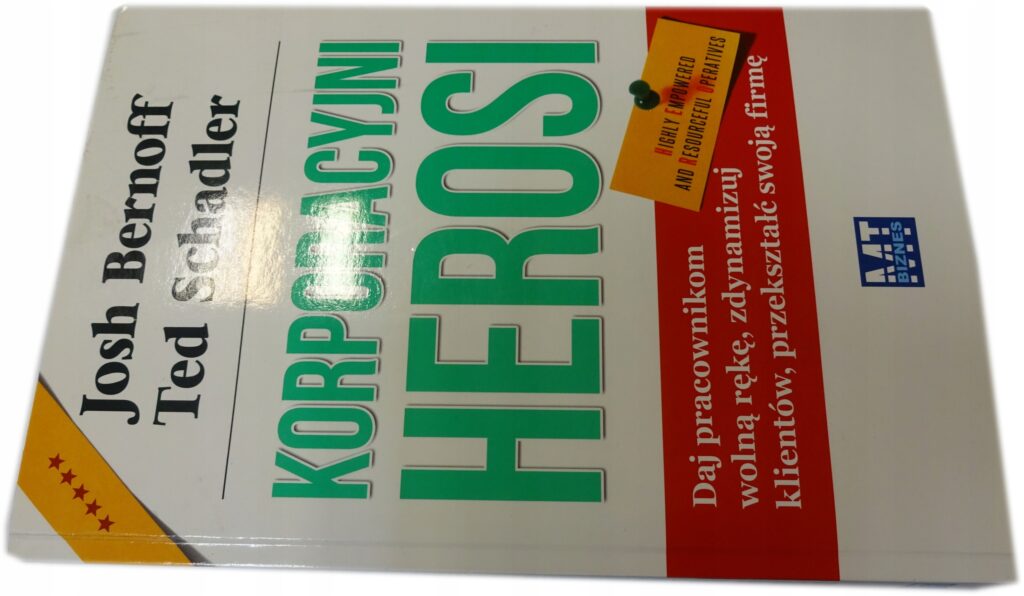 Josh Bernoff
Ted Schadler
KORPORACYJNI
HEROSI
HIGHLY EMPOWERED
AND RESOURCEFUL OPERATIVES
Daj pracownikom
wolną rękę, zdynamizuj
klientów, przekształć swoją firmę
MT
BIZNES